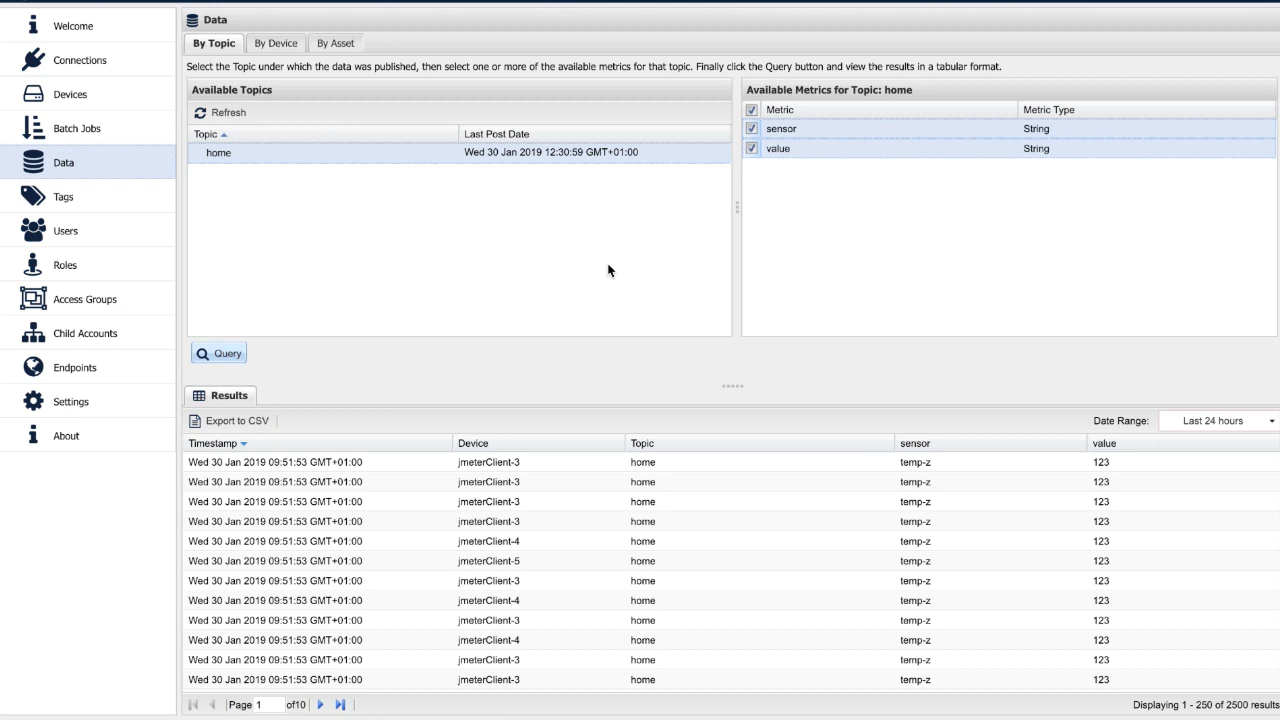 Welcome
Connections
Devices
Batch Jobs
Data
Tags
Users
Roles
Access Groups
Child Accounts
Endpoints
Settings
About
Data
By Topic By Device By Asset
Select the Topic under which the data was published, then select one or more of the available metrics for that topic. Finally click the Query button and view the results in a tabular format.
Available Topics
Refresh
Topic Last Post Date
home Wed 30 Jan 2019 12:30:59 GMT+01:00
Available Metrics for Topic: home
Metric Metric Type
sensor String
value String
Query
Results
Export to CSV Date Range: Last 24 hours
Timestamp Device Topic sensor value
Wed 30 Jan 2019 09:51:53 GMT+01:00 jmeterClient-3 home temp-z 123
Wed 30 Jan 2019 09:51:53 GMT+01:00 jmeterClient-3 home temp-z 123
Wed 30 Jan 2019 09:51:53 GMT+01:00 jmeterClient-3 home temp-z 123
Wed 30 Jan 2019 09:51:53 GMT+01:00 jmeterClient-3 home temp-z 123
Wed 30 Jan 2019 09:51:53 GMT+01:00 jmeterClient-4 home temp-z 123
Wed 30 Jan 2019 09:51:53 GMT+01:00 jmeterClient-5 home temp-z 123
Wed 30 Jan 2019 09:51:53 GMT+01:00 jmeterClient-3 home temp-z 123
Wed 30 Jan 2019 09:51:53 GMT+01:00 jmeterClient-4 home temp-z 123
Wed 30 Jan 2019 09:51:53 GMT+01:00 jmeterClient-3 home temp-z 123
Wed 30 Jan 2019 09:51:53 GMT+01:00 jmeterClient-4 home temp-z 123
Wed 30 Jan 2019 09:51:53 GMT+01:00 jmeterClient-3 home temp-z 123
Wed 30 Jan 2019 09:51:53 GMT+01:00 jmeterClient-3 home temp-z 123
Page 1 of10 Displaying 1 - 250 of 2500 results